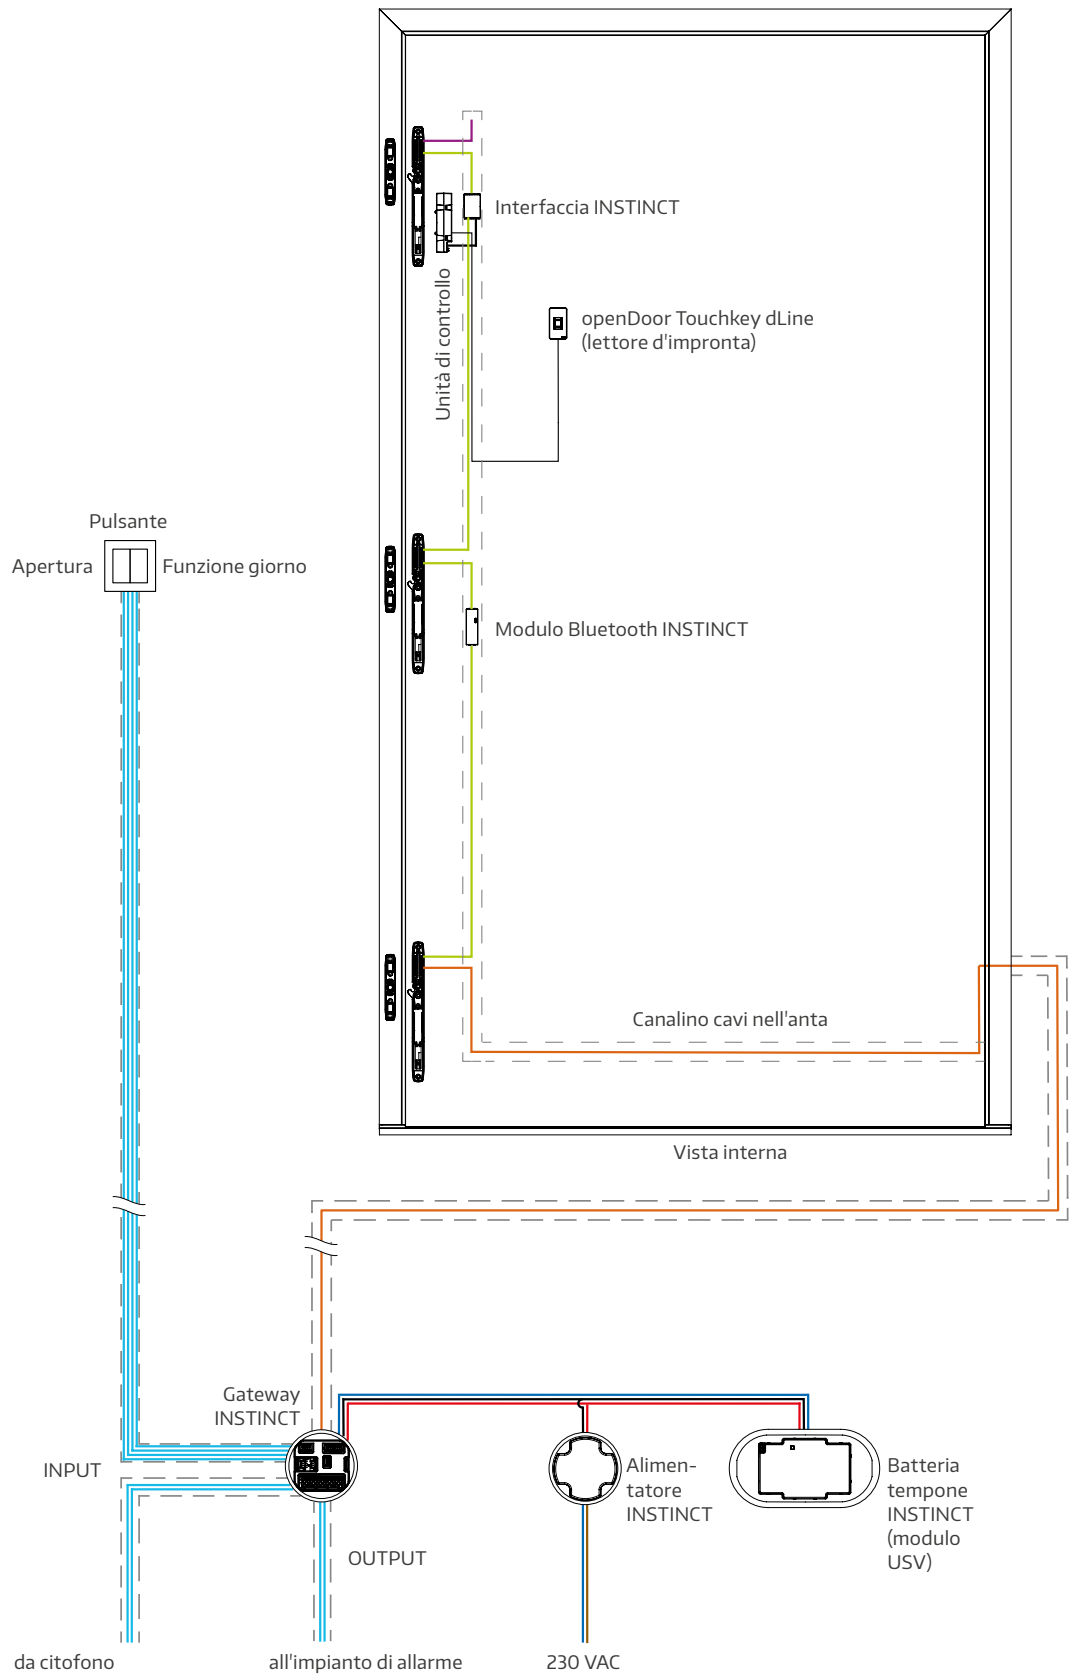 Interfaccia INSTINCT
Unità di controllo
openDoor Touchkey dLine
(lettore d'impronta)
Pulsante
Apertura
Funzione giorno
Modulo Bluetooth INSTINCT
Canalino cavi nell'anta
Vista interna
Gateway
INSTINCT
INPUT
Alimen-
tatore
INSTINCT
Batteria
tempone
INSTINCT
(modulo
USV)
OUTPUT
da citofono
all'impianto di allarme
230 VAC